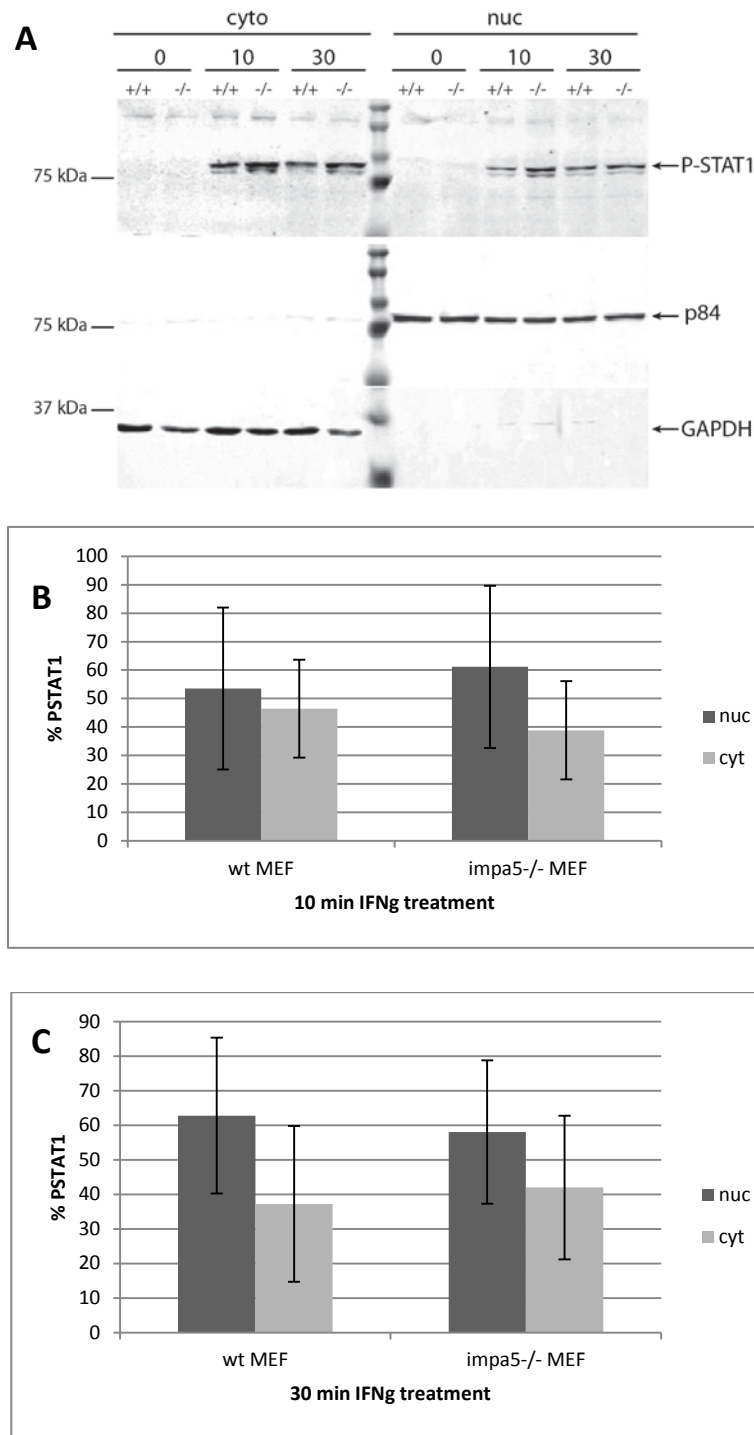 A
cyto nuc
0 10 30 0 10 30
+/+ -/- +/+ -/- +/+ -/- +/+ -/- +/+ -/- +/+ -/-
75 kDa
P-STAT1
75 kDa
p84
37 kDa
GAPDH
B
% PSTAT1
100
90
80
70
60
50
40
30
20
10
0
wt MEF impa5-/- MEF
10 min IFNg treatment
nuc
cyt
C
% PSTAT1
90
80
70
60
50
40
30
20
10
0
wt MEF impa5-/- MEF
30 min IFNg treatment
nuc
cyt